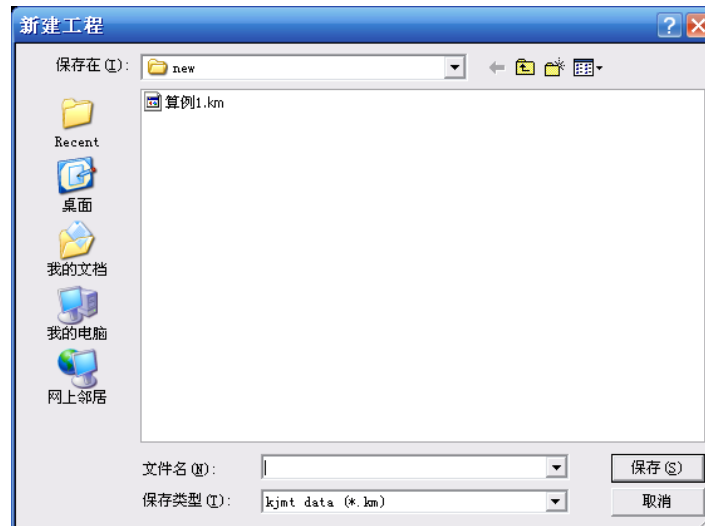 新建工程
保存在(I):
new
算例1.km
Recent
桌面
我的文档
我的电脑
网上邻居
文件名(N):
保存(S)
保存类型(T):
kjmt data (*.km)
取消